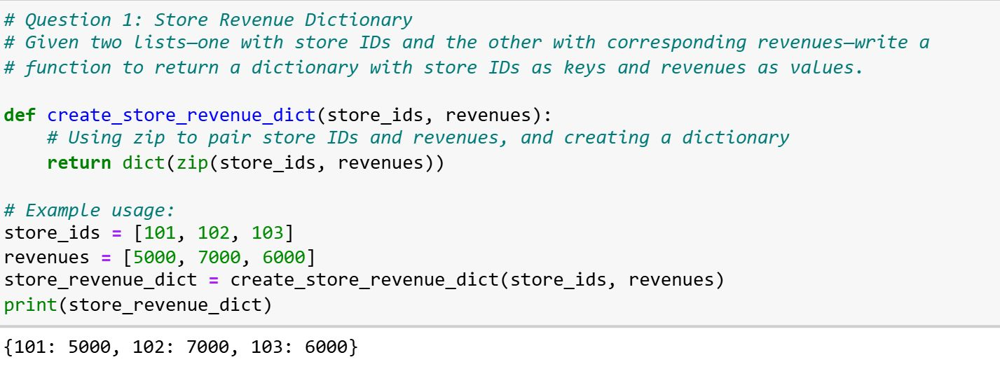 # Question 1: Store Revenue Dictionary
# Given two lists—one with store IDs and the other with corresponding revenues—write a
# function to return a dictionary with store IDs as keys and revenues as values.
def create_store_revenue_dict(store_ids, revenues):
    # Using zip to pair store IDs and revenues, and creating a dictionary
    return dict(zip(store_ids, revenues))
# Example usage:
store_ids = [101, 102, 103]
revenues = [5000, 7000, 6000]
store_revenue_dict = create_store_revenue_dict(store_ids, revenues)
print(store_revenue_dict)
{101: 5000, 102: 7000, 103: 6000}